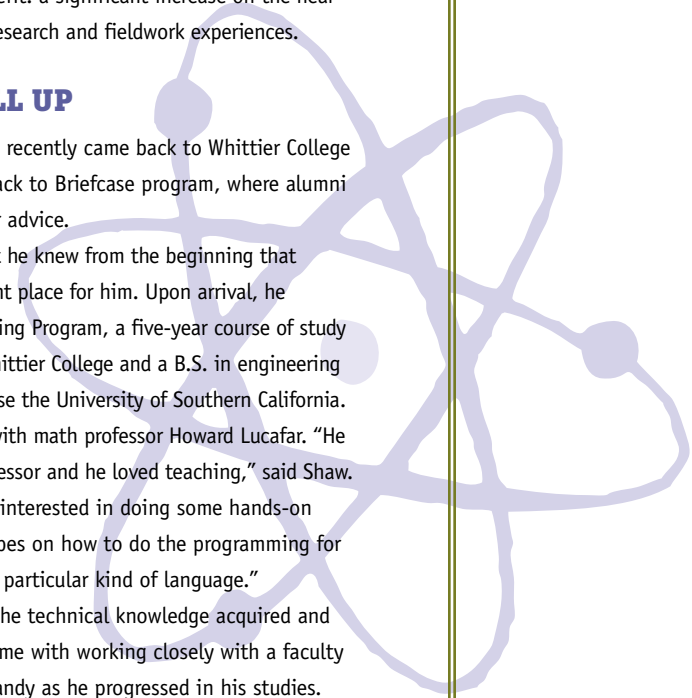 ent: a significant increase on the near
esearch and fieldwork experiences.
LL UP
recently came back to Whittier College
ack to Briefcase program, where alumni
r advice.
he knew from the beginning that
nt place for him. Upon arrival, he
ing Program, a five-year course of study
hittier College and a B.S. in engineering
se the University of Southern California.
with math professor Howard Lucafar. “He
essor and he loved teaching,” said Shaw.
interested in doing some hands-on
pes on how to do the programming for
particular kind of language.”
he technical knowledge acquired and
me with working closely with a faculty
andy as he progressed in his studies.